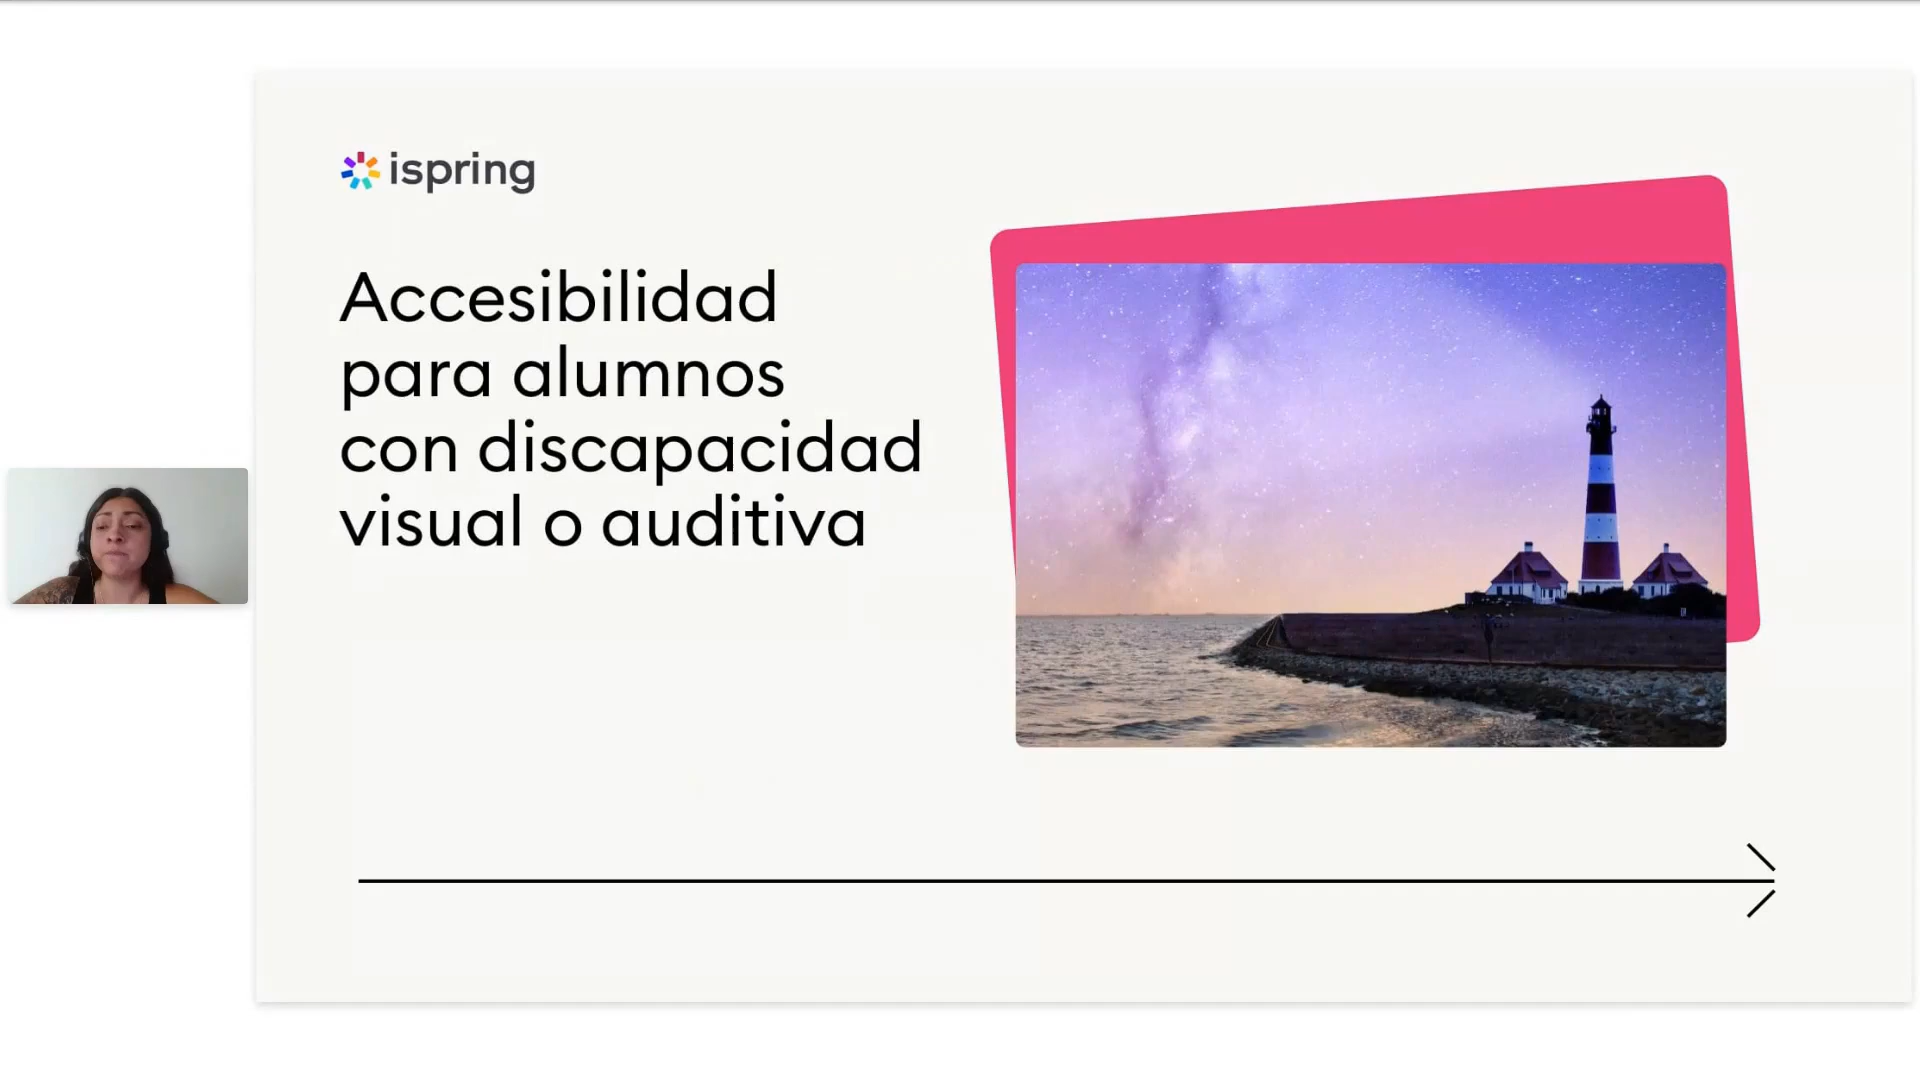 ispring
Accesibilidad
para alumnos
con discapacidad
visual o auditiva